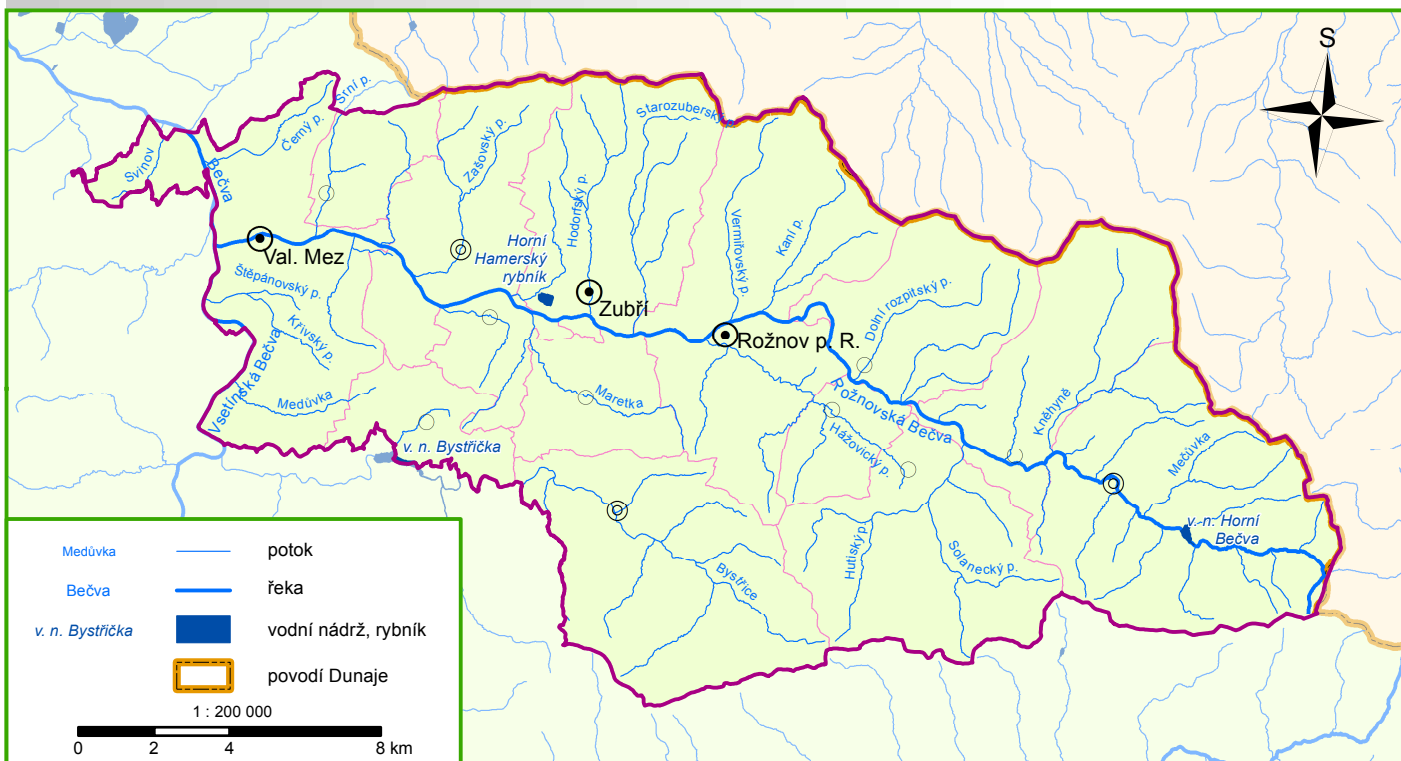 S
Srní p.
Černý p.
Starozuberský p.
Svinov
Bečva
Zašovský p.
Hodorfský p.
Vermiřovský p.
Kaní p.
Val. Mez
Horní
Hamerský
rybník
Štěpánovský p.
Zubří
Dolní rozpitský p.
Křivský p.
Rožnov p. R.
Vsetínská Bečva
Medůvka
Maretka
Rožnovská Bečva
Hážovický p.
Kněhyně
Mečůvka
v. n. Bystřička
v. n. Horní
Bečva
Bystřice
Hutiský p.
Solanecký p.
Medůvka potok
Bečva řeka
v. n. Bystřička vodní nádrž, rybník
povodí Dunaje
1 : 200 000
0 2 4 8 km